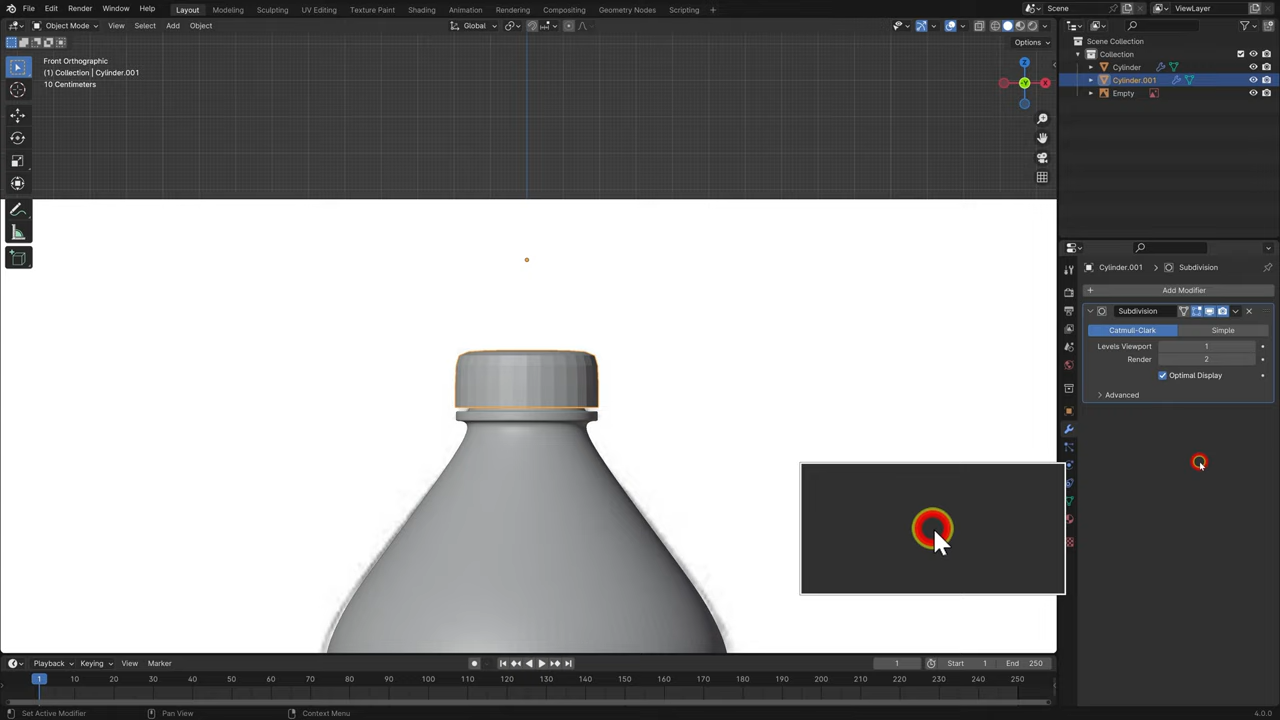 File Edit Render Window Help Layout Modeling Sculpting UV Editing Texture Paint Shading Animation Rendering Compositing Geometry Nodes Scripting Scene ViewLayer
Object Mode View Select Add Object Global
Options
Front Orthographic
(1) Collection | Cylinder.001
10 Centimeters
Z
X
-Y
Scene Collection
Collection
Cylinder
Cylinder.001
Empty
Cylinder.001 > Subdivision
+ Add Modifier
Subdivision
Catmull-Clark Simple
Levels Viewport 1
Render 2
Optimal Display
Advanced
Playback Keying View Marker 1 Start 1 End 250
1 10 20 30 40 50 60 70 80 90 100 110 120 130 140 150 160 170 180 190 200 210 220 230 240 250
Set Active Modifier Pan View Context Menu 4.0.0